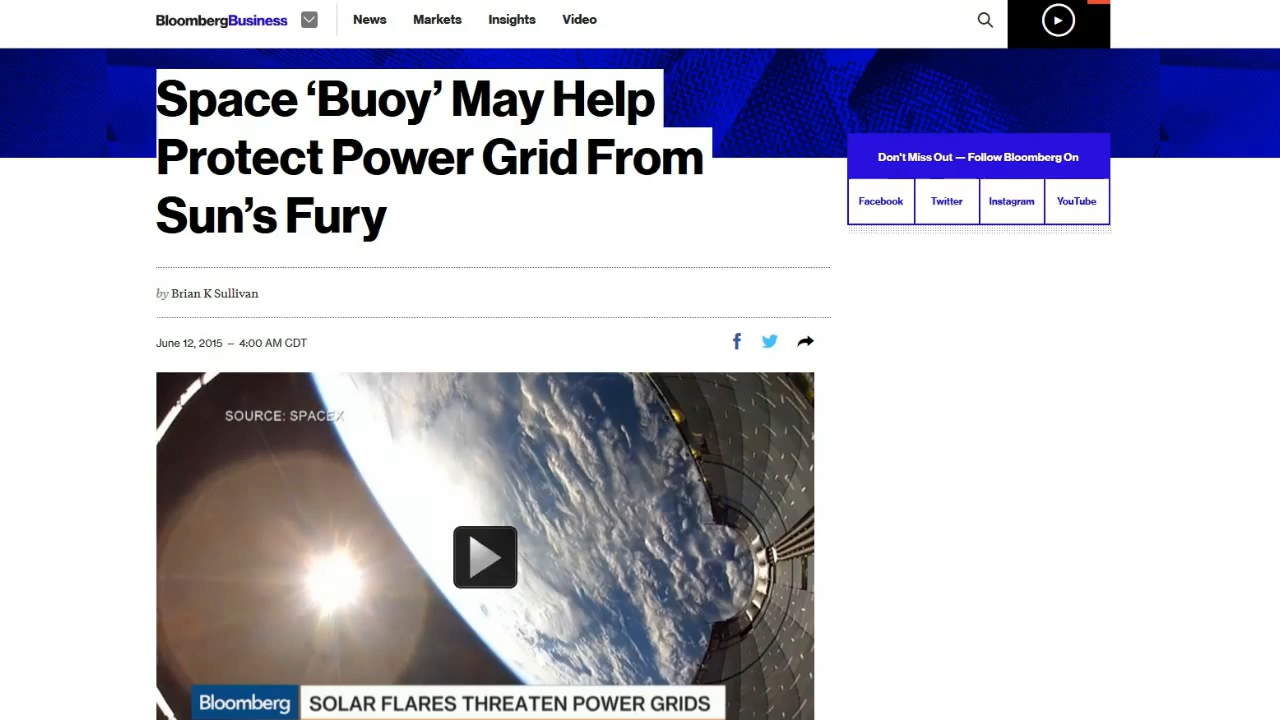 BloombergBusiness News Markets Insights Video
Space ‘Buoy’ May Help
Protect Power Grid From
Sun’s Fury
Don't Miss Out — Follow Bloomberg On
Facebook Twitter Instagram YouTube
by Brian K Sullivan
June 12, 2015 — 4:00 AM CDT
SOURCE: SPACEX
Bloomberg SOLAR FLARES THREATEN POWER GRIDS